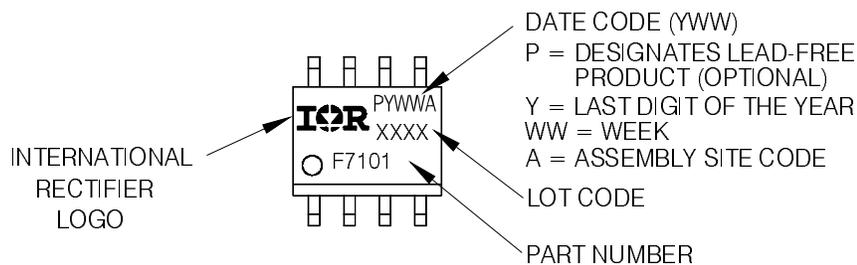 DATE CODE (YWW)
P = DESIGNATES LEAD-FREE
PRODUCT (OPTIONAL)
Y = LAST DIGIT OF THE YEAR
WW = WEEK
A = ASSEMBLY SITE CODE
LOT CODE
PART NUMBER
PYWWA
IOR XXXX
F7101
INTERNATIONAL
RECTIFIER
LOGO